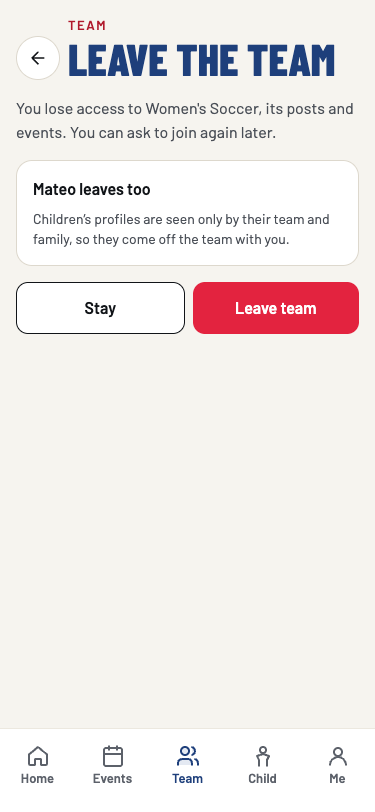 TEAM
LEAVE THE TEAM
You lose access to Women's Soccer, its posts and
events. You can ask to join again later.
Mateo leaves too
Children's profiles are seen only by their team and
family, so they come off the team with you.
Stay
Leave team
Home
Events
Team
Child
Me